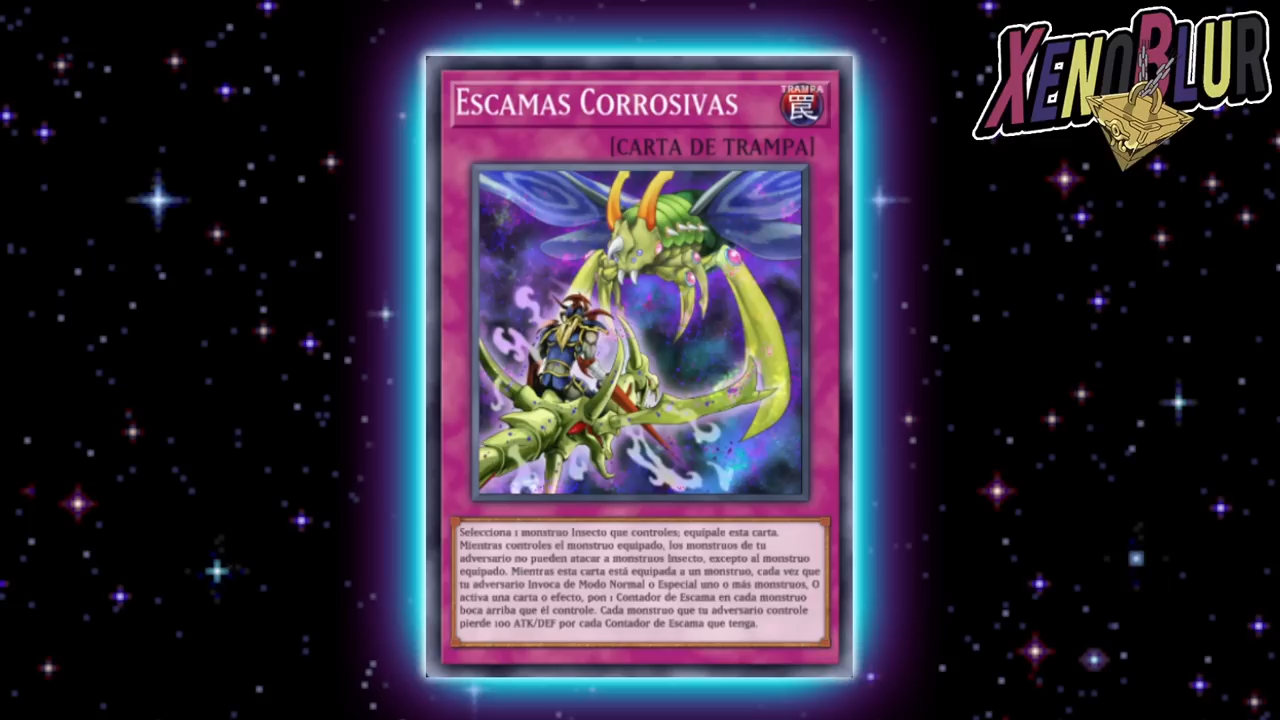 XENOBLUR
ESCAMAS CORROSIVAS
TRAMPA
罠
[CARTA DE TRAMPA]
Selecciona 1 monstruo Insecto que controles; equípale esta carta.
Mientras controles el monstruo equipado, los monstruos de tu
adversario no pueden atacar a monstruos Insecto, excepto al monstruo
equipado. Mientras esta carta está equipada a un monstruo, cada vez que
tu adversario Invoca de Modo Normal o Especial uno o más monstruos, O
activa una carta o efecto, pon 1 Contador de Escama en cada monstruo
boca arriba que él controle. Cada monstruo que tu adversario controle
pierde 100 ATK/DEF por cada Contador de Escama que tenga.